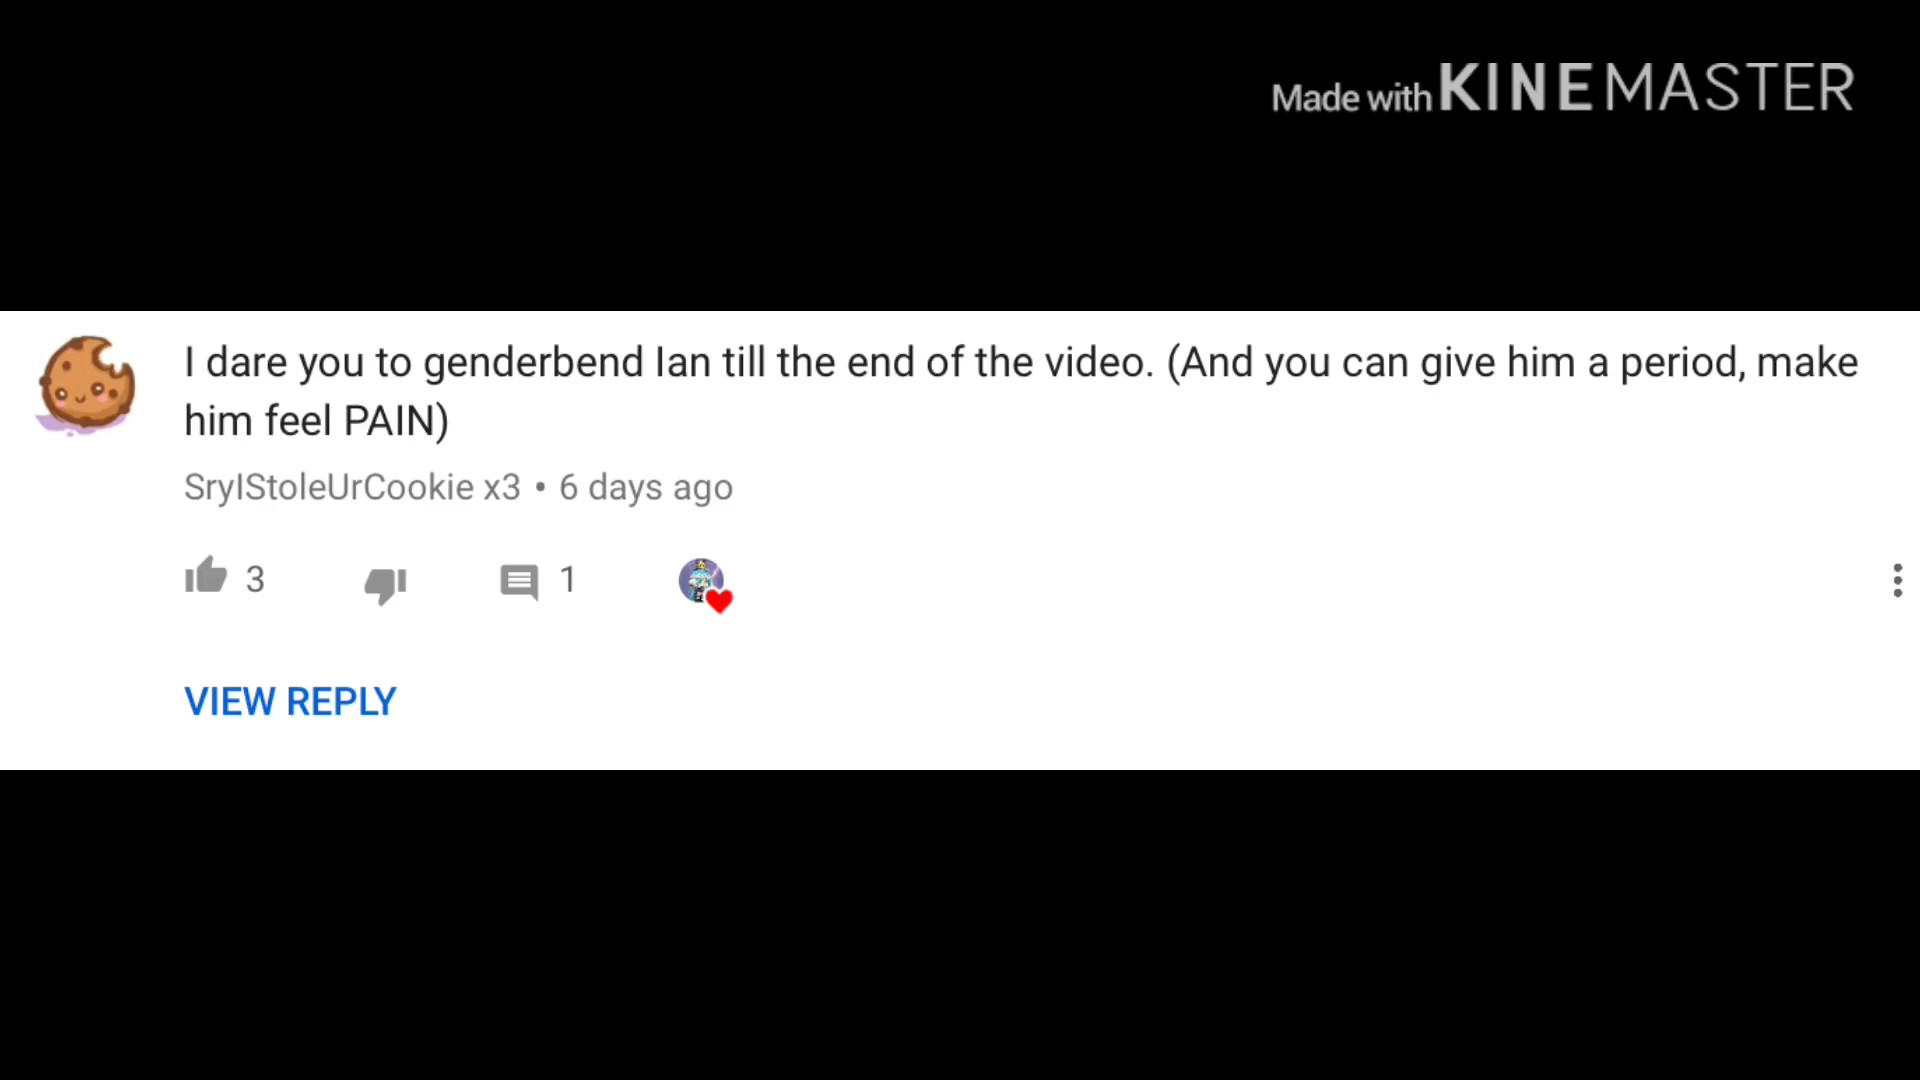 Made with KINEMASTER
I dare you to genderbend Ian till the end of the video. (And you can give him a period, make
him feel PAIN)
SryIStoleUrCookie x3 • 6 days ago
3
1
VIEW REPLY